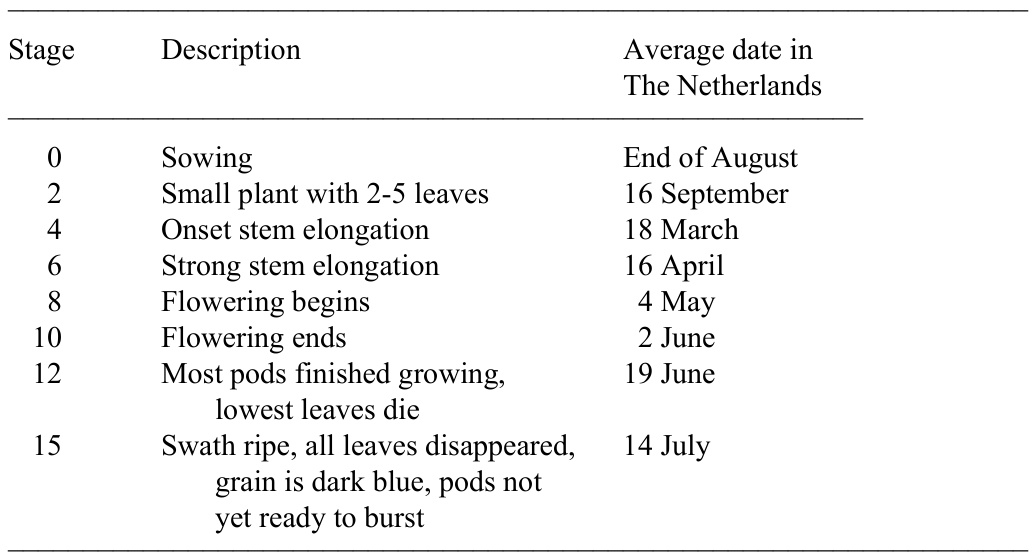 Stage Description Average date in
The Netherlands
0 Sowing End of August
2 Small plant with 2-5 leaves 16 September
4 Onset stem elongation 18 March
6 Strong stem elongation 16 April
8 Flowering begins 4 May
10 Flowering ends 2 June
12 Most pods finished growing, 19 June
lowest leaves die
15 Swath ripe, all leaves disappeared, 14 July
grain is dark blue, pods not
yet ready to burst